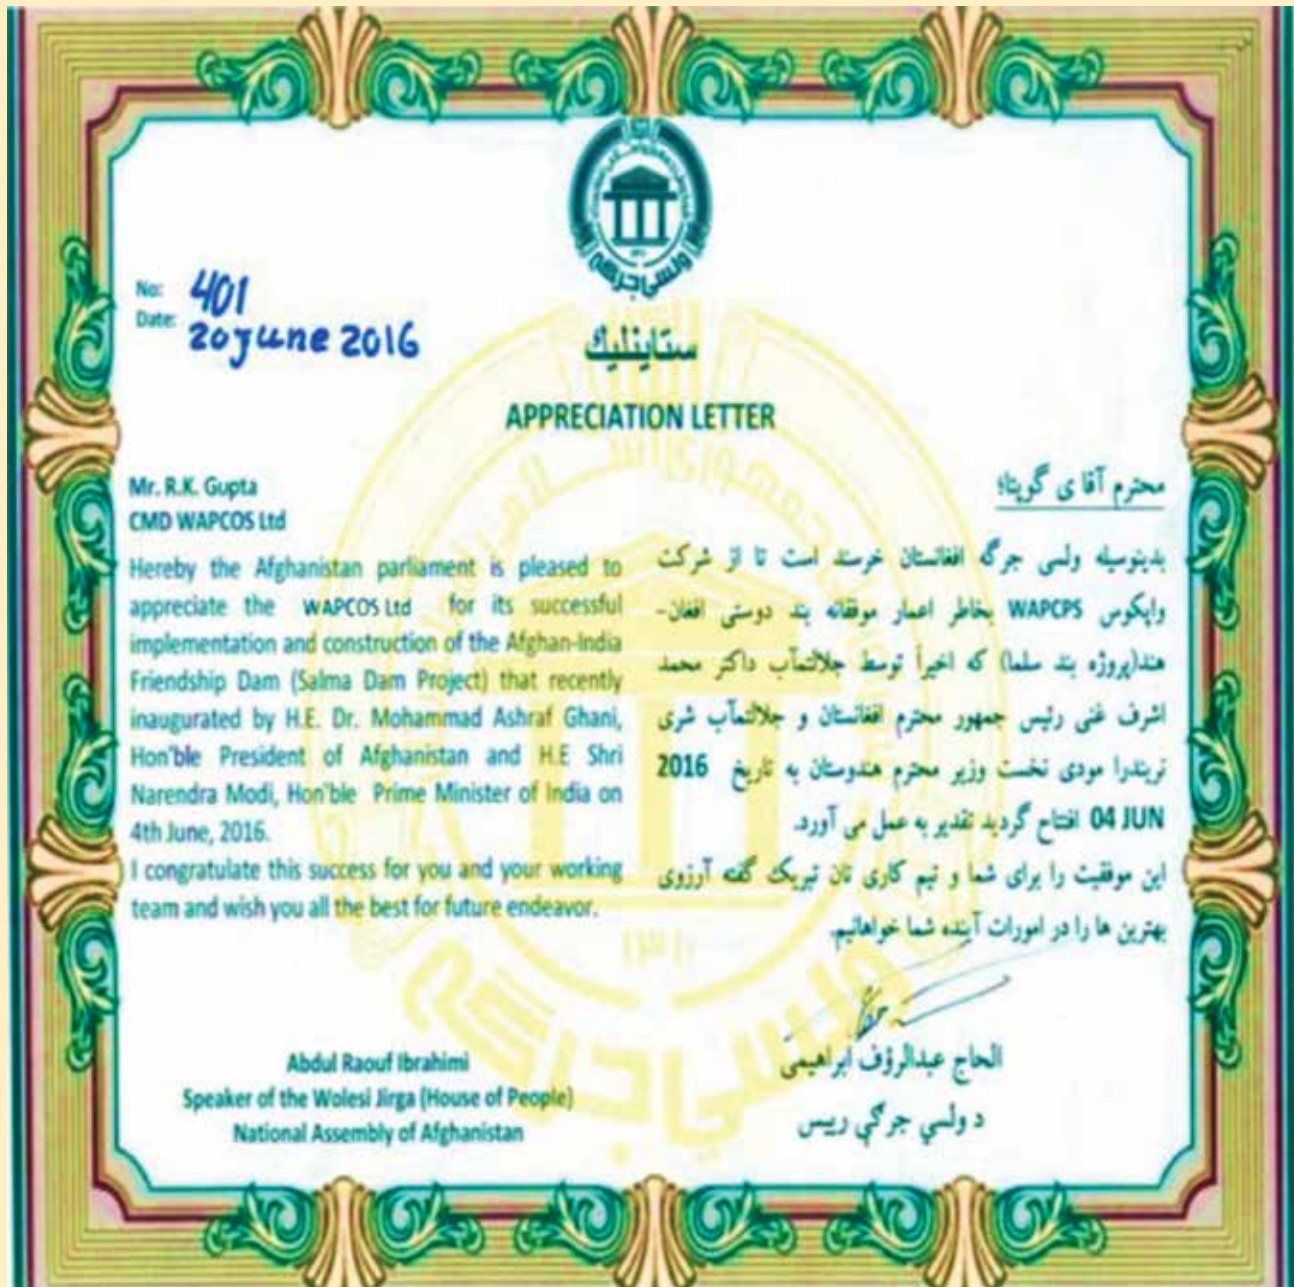 ولسي جرګه
No: 401
Date: 20 June 2016
ستاینلیک
APPRECIATION LETTER
Mr. R.K. Gupta
CMD WAPCOS Ltd
Hereby the Afghanistan parliament is pleased to
appreciate the WAPCOS Ltd for its successful
implementation and construction of the Afghan-India
Friendship Dam (Salma Dam Project) that recently
inaugurated by H.E. Dr. Mohammad Ashraf Ghani,
Hon'ble President of Afghanistan and H.E Shri
Narendra Modi, Hon'ble Prime Minister of India on
4th June, 2016.
I congratulate this success for you and your working
team and wish you all the best for future endeavor.
Abdul Raouf Ibrahimi
Speaker of the Wolesi Jirga (House of People)
National Assembly of Afghanistan
محترم آقا ی گوپتا؛
بدینوسیله ولسی جرگه افغانستان خرسند است تا از شرکت
واپکوس WAPCPS بخاطر اعمار موفقانه بند دوستی افغان-
هند(پروژه بند سلما) که اخیراً توسط جلالتمآب داکتر محمد
اشرف غنی رئیس جمهور محترم افغانستان و جلالتمآب شری
نریندرا مودی نخست وزیر محترم هندوستان به تاریخ 2016
04 JUN افتتاح گردید تقدیر به عمل می آورد.
این موفقیت را برای شما و تیم کاری تان تبریک گفته آرزوی
بهترین ها را در امورات آینده شما خواهانیم.
الحاج عبدالرؤف ابراهیمی
د ولسي جرګې رییس
۱۳۱۰
ولسي جرګه